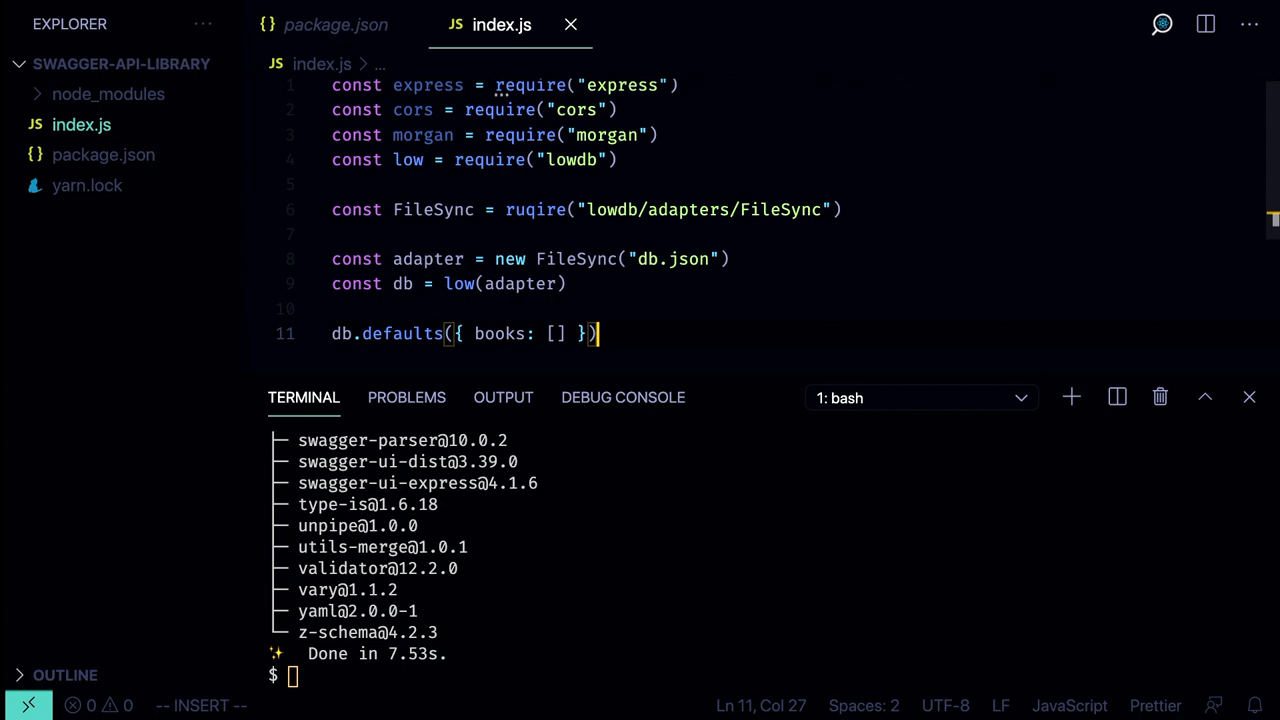 EXPLORER ···
SWAGGER-API-LIBRARY
node_modules
JS index.js
{} package.json
yarn.lock
{} package.json
JS index.js
JS index.js > ...
1 const express = require("express")
2 const cors = require("cors")
3 const morgan = require("morgan")
4 const low = require("lowdb")
5
6 const FileSync = ruqire("lowdb/adapters/FileSync")
7
8 const adapter = new FileSync("db.json")
9 const db = low(adapter)
10
11 db.defaults({ books: [] })
TERMINAL PROBLEMS OUTPUT DEBUG CONSOLE 1: bash
├─ swagger-parser@10.0.2
├─ swagger-ui-dist@3.39.0
├─ swagger-ui-express@4.1.6
├─ type-is@1.6.18
├─ unpipe@1.0.0
├─ utils-merge@1.0.1
├─ validator@12.2.0
├─ vary@1.1.2
├─ yaml@2.0.0-1
└─ z-schema@4.2.3
✨ Done in 7.53s.
$
OUTLINE
0 0 -- INSERT -- Ln 11, Col 27 Spaces: 2 UTF-8 LF JavaScript Prettier